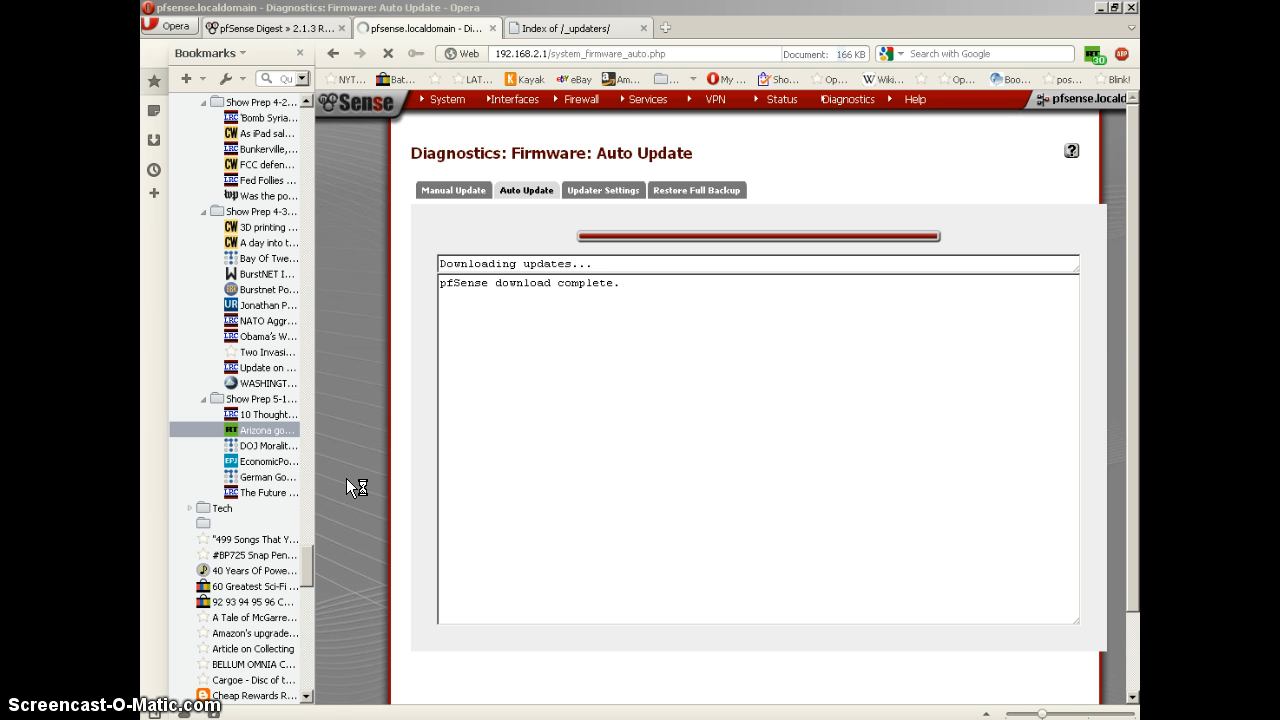 pfsense.localdomain - Diagnostics: Firmware: Auto Update - Opera
Opera
pfSense Digest » 2.1.3 R...
pfsense.localdomain - Di...
Index of /_updaters/
Bookmarks
Web
192.168.2.1/system_firmware_auto.php
Document: 166 KB
Search with Google
30
ABP
Qu
NYT...
Bat...
LAT...
Kayak
eBay
Am...
My ...
Sho...
Op...
Wiki...
Op...
Boo...
pos...
Blink!
Show Prep 4-2...
'Bomb Syria...
As iPad sal...
Bunkerville,...
FCC defen...
Fed Follies ...
Was the po...
Show Prep 4-3...
3D printing ...
A day into t...
Bay Of Twe...
BurstNET I...
Burstnet Po...
Jonathan P...
NATO Aggr...
Obama's W...
Two Invasi...
Update on ...
WASHINGT...
Show Prep 5-1...
10 Thought...
Arizona go...
DOJ Moralit...
EconomicPo...
German Go...
The Future ...
Tech
"499 Songs That Y...
#BP725 Snap Pen...
40 Years Of Powe...
60 Greatest Sci-Fi ...
92 93 94 95 96 C...
A Tale of McGarre...
Amazon's upgrade...
Article on Collecting
BELLUM OMNIA C...
Cargoe - Disc of t...
Cheap Rewards R...
Sense
System
Interfaces
Firewall
Services
VPN
Status
Diagnostics
Help
pfsense.locald
Diagnostics: Firmware: Auto Update
?
Manual Update
Auto Update
Updater Settings
Restore Full Backup
Downloading updates...
pfSense download complete.
Screencast-O-Matic.com